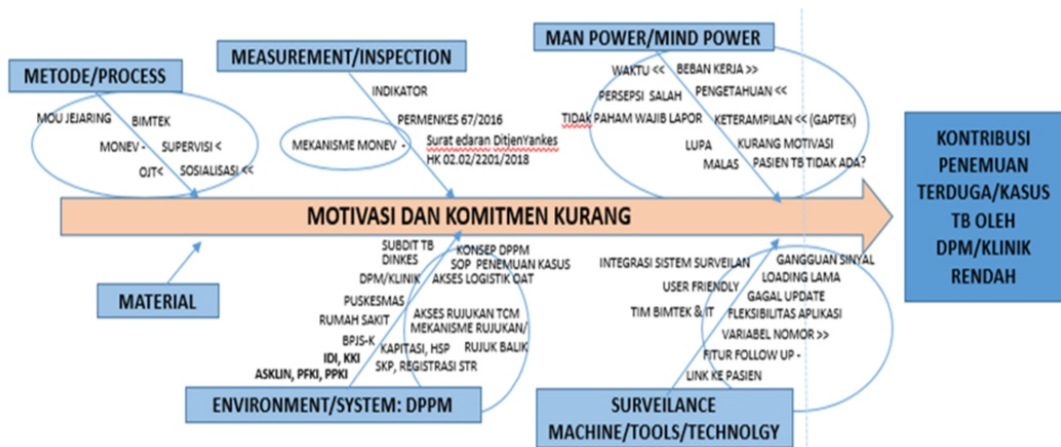 MAN POWER/MIND POWER
MEASUREMENT/INSPECTION
METODE/PROCESS
WAKTU << BEBAN KERJA >>
INDIKATOR
PERSEPSI SALAH PENGETAHUAN <<
MOU JEJARING BIMTEK
PERMENKES 67/2016
TIDAK PAHAM WAJIB LAPOR KETERAMPILAN << (GAPTEK)
MONEV - SUPERVISI <
MEKANISME MONEV -
Surat edaran DitjenYankes
HK 02.02/2201/2018
LUPA KURANG MOTIVASI
OJT< SOSIALISASI <<
MALAS PASIEN TB TIDAK ADA?
KONTRIBUSI
PENEMUAN
TERDUGA/KASUS
TB OLEH
DPM/KLINIK
RENDAH
MOTIVASI DAN KOMITMEN KURANG
MATERIAL
SUBDIT TB
DINKES
DPM/KLINIK
PUSKESMAS
RUMAH SAKIT
BPJS-K
IDI, KKI
ASKLIN, PFKI, PPKI
KONSEP DPPM
SOP PENEMUAN KASUS
AKSES LOGISTIK OAT
AKSES RUJUKAN TCM
MEKANISME RUJUKAN/
RUJUK BALIK
KAPITASI, HSP
SKP, REGISTRASI STR
ENVIRONMENT/SYSTEM: DPPM
INTEGRASI SISTEM SURVEILAN
USER FRIENDLY
TIM BIMTEK & IT
GANGGUAN SINYAL
LOADING LAMA
GAGAL UPDATE
FLEKSIBILITAS APLIKASI
VARIABEL NOMOR >>
FITUR FOLLOW UP -
LINK KE PASIEN
SURVEILANCE
MACHINE/TOOLS/TECHNOLGY